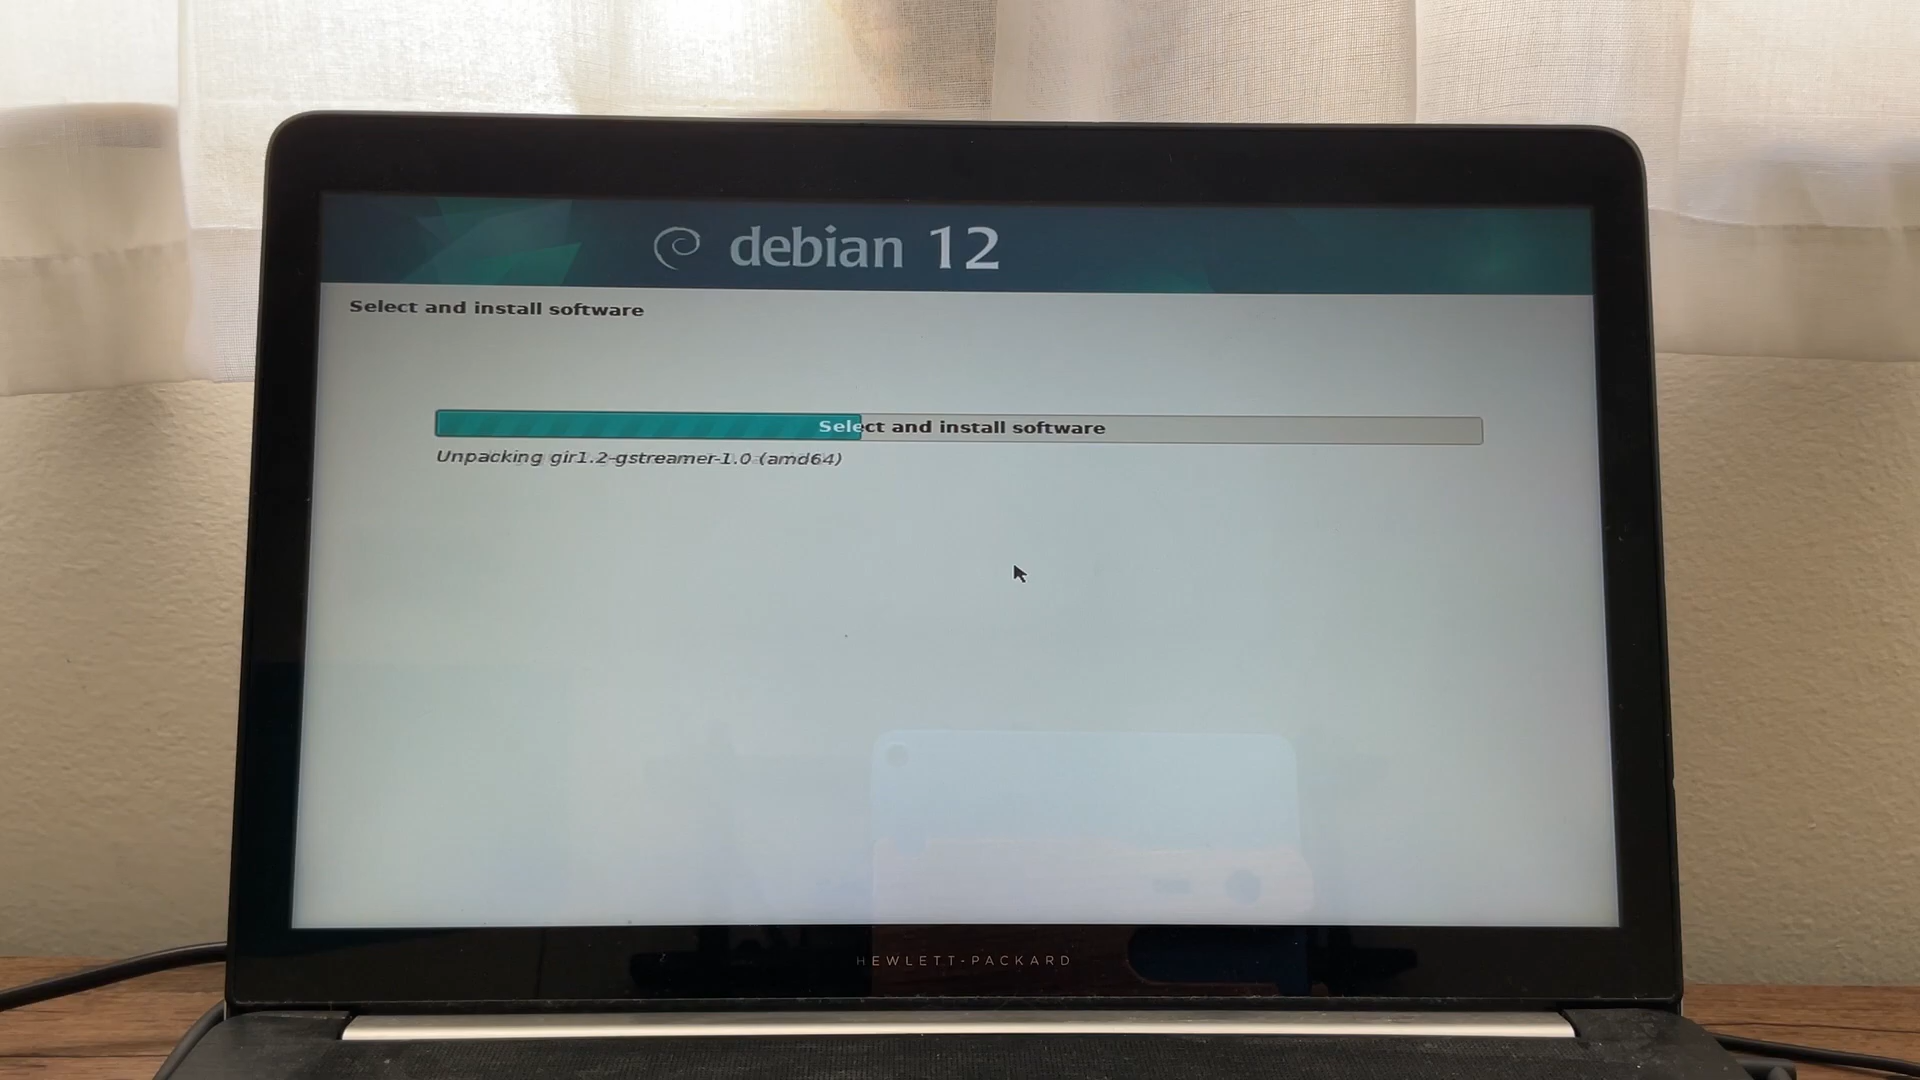 debian 12
Select and install software
Select and install software
Unpacking gir1.2-gstreamer-1.0 (amd64)
HEWLETT-PACKARD